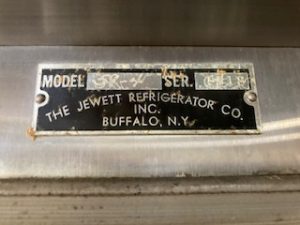 MODEL SER.
THE JEWETT REFRIGERATOR CO.
INC.
BUFFALO, N.Y.